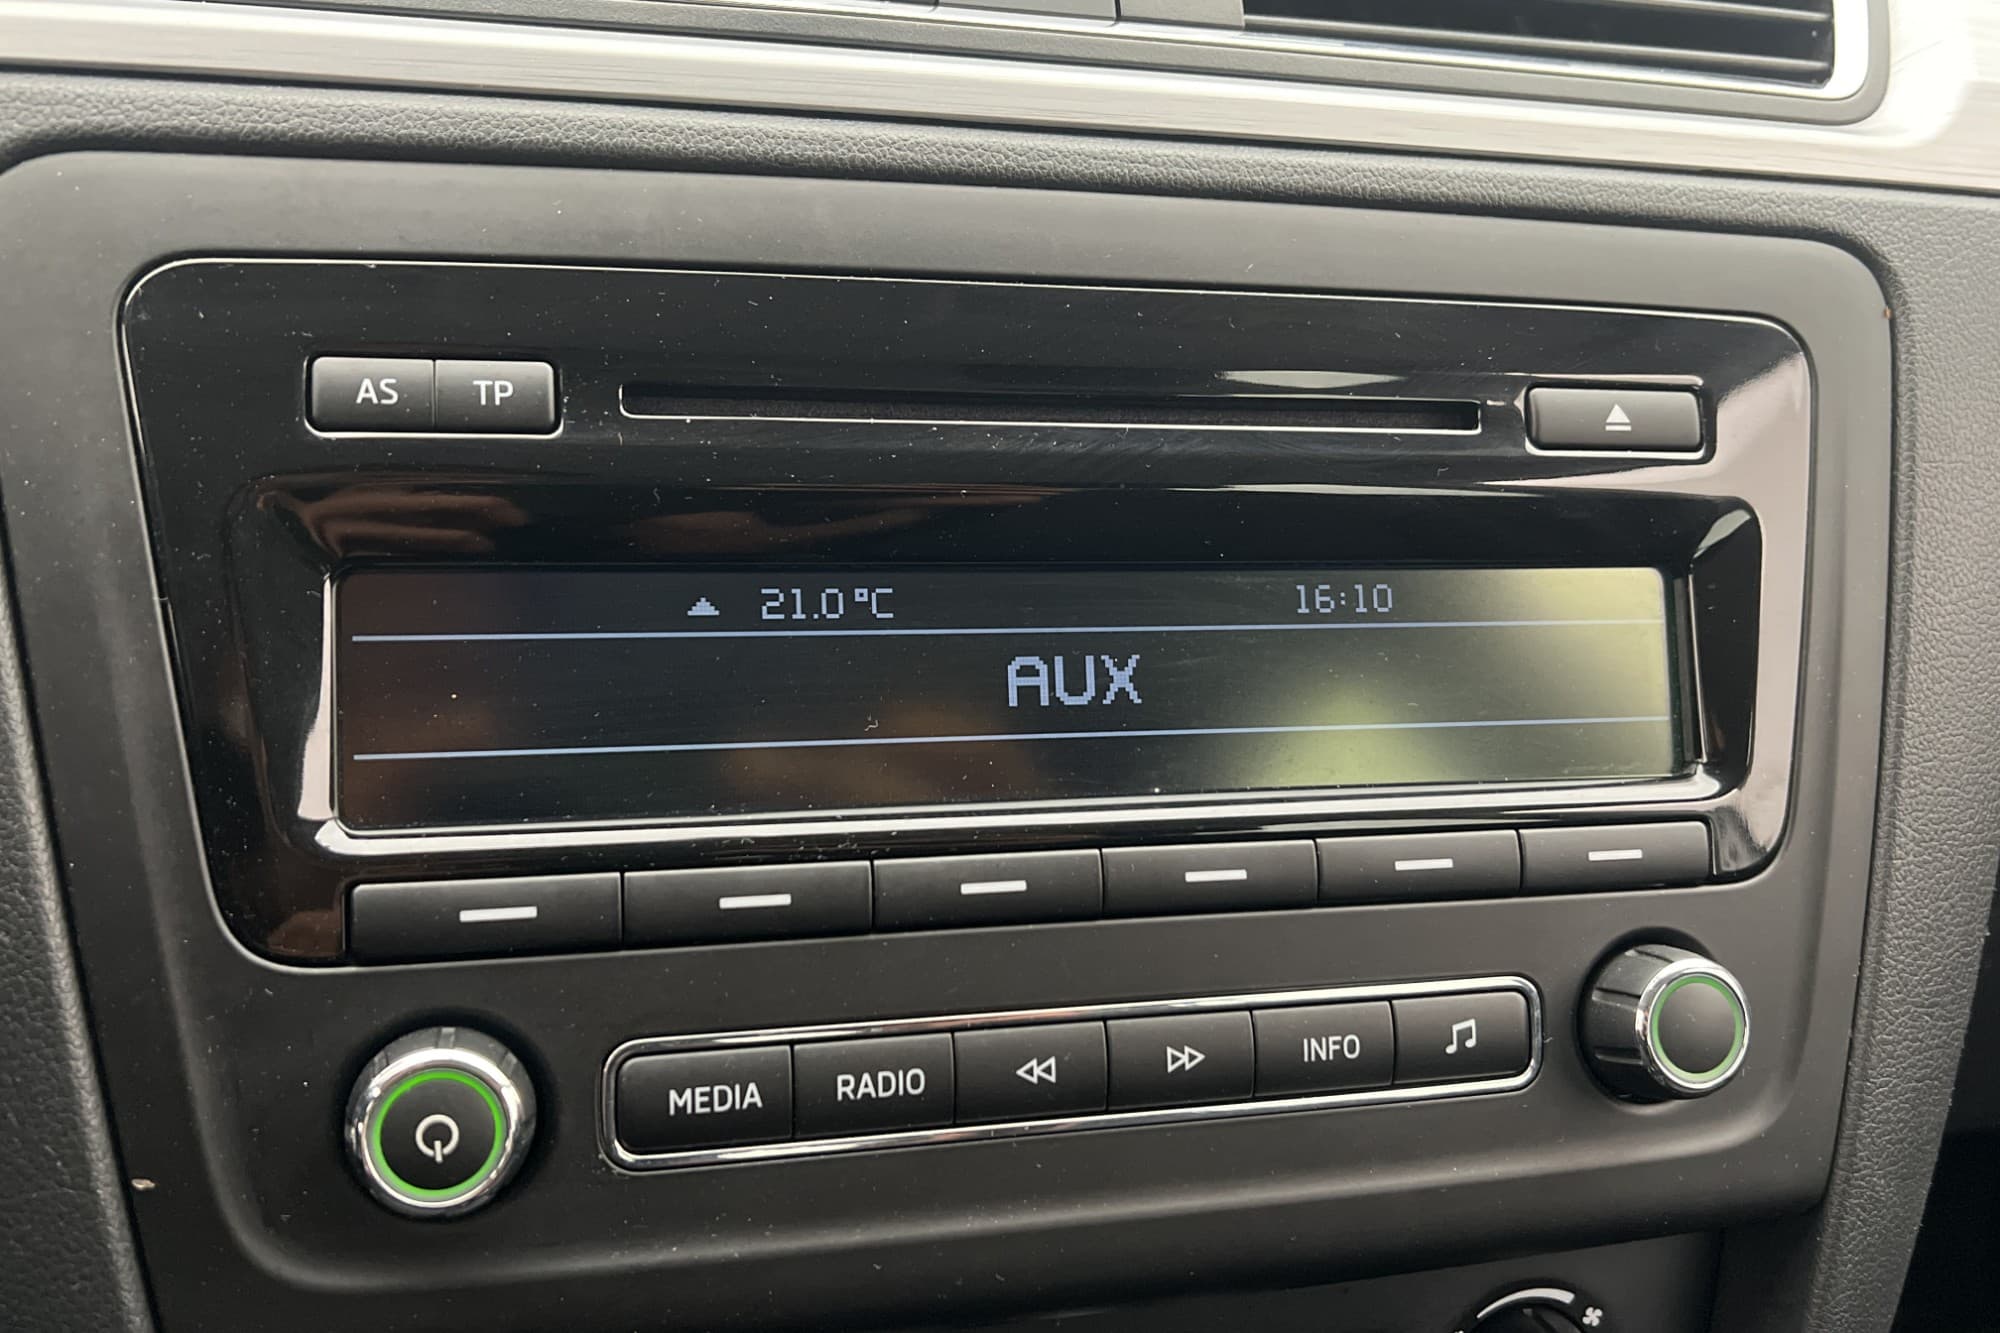 AS TP
21.0°C 16:10
AUX
MEDIA RADIO INFO